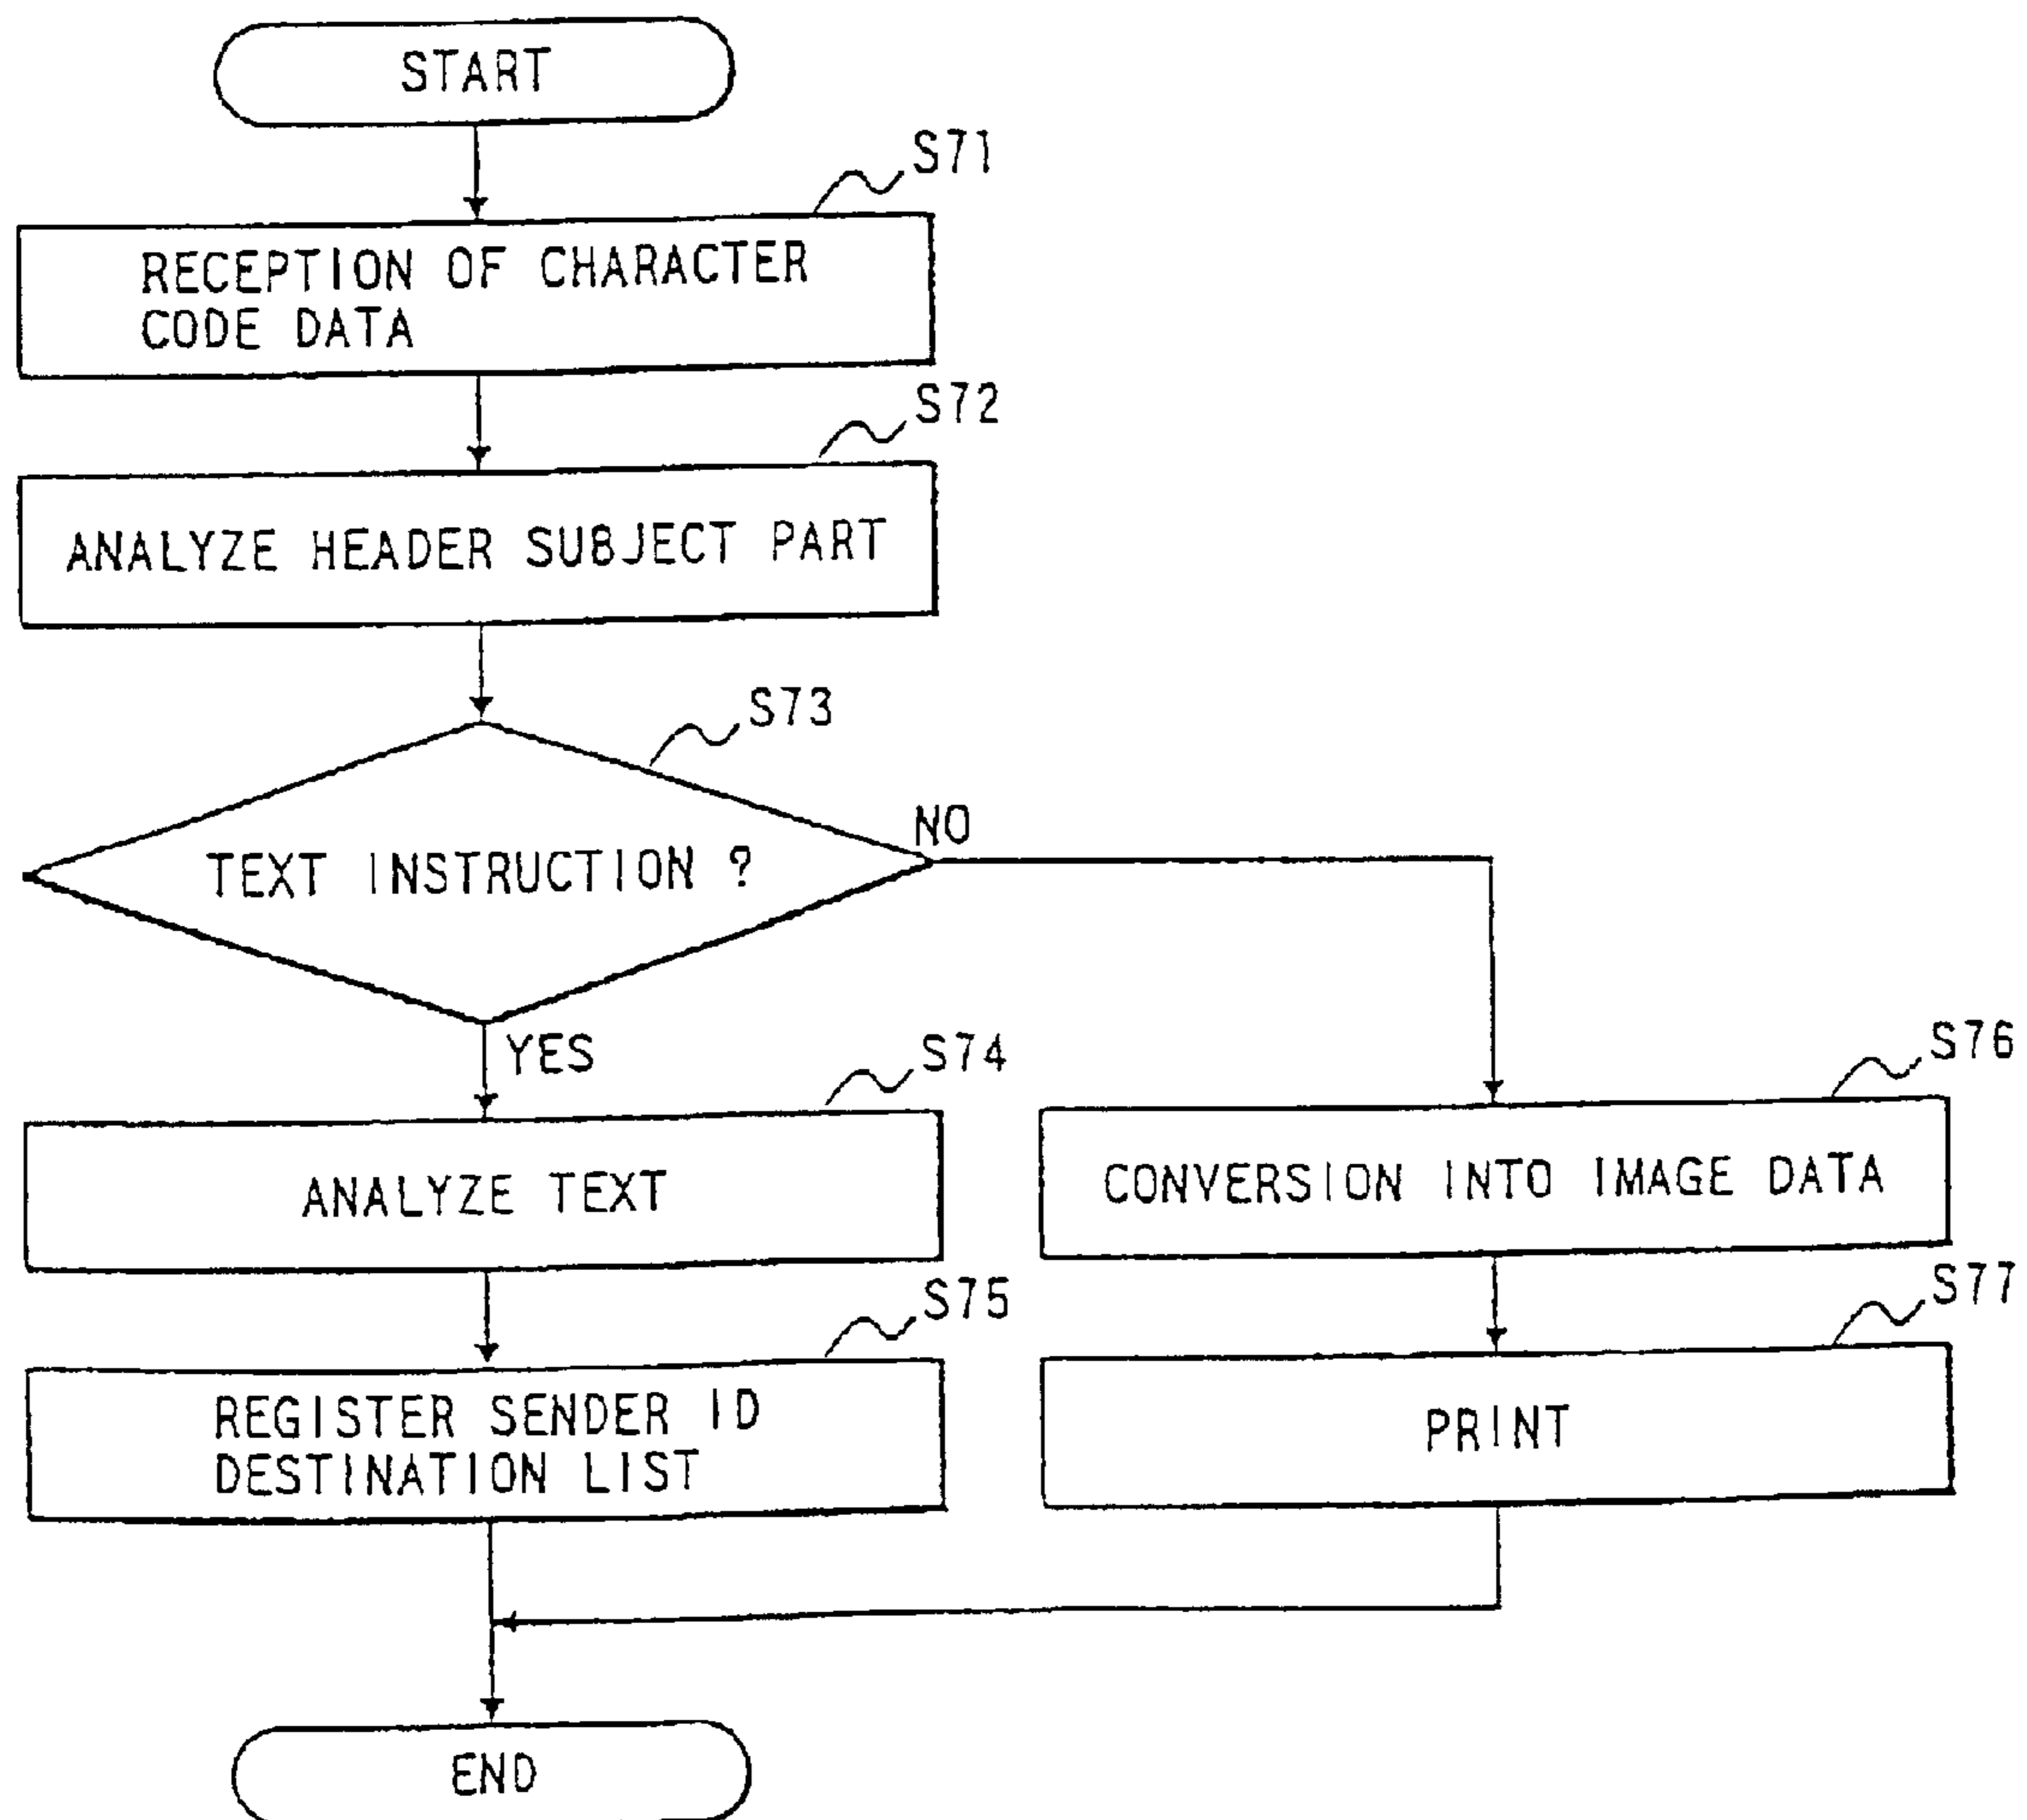 START
S71
RECEPTION OF CHARACTER
CODE DATA
S72
ANALYZE HEADER SUBJECT PART
S73
TEXT INSTRUCTION ?
NO
YES
S74
ANALYZE TEXT
S76
CONVERSION INTO IMAGE DATA
S75
REGISTER SENDER ID
DESTINATION LIST
S77
PRINT
END